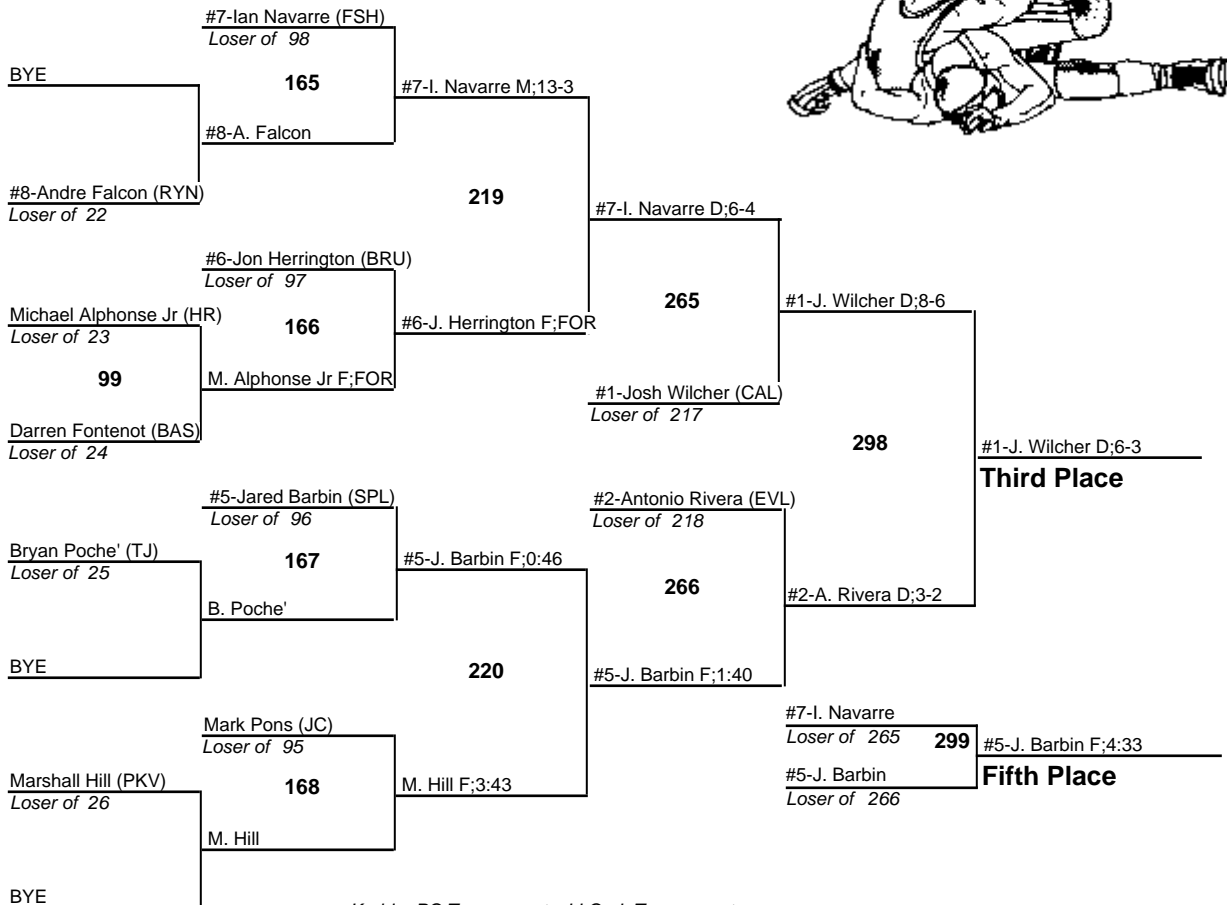 #7-Ian Navarre (FSH)
Loser of 98
BYE
165
#7-I. Navarre M;13-3
#8-A. Falcon
#8-Andre Falcon (RYN)
Loser of 22
219
#7-I. Navarre D;6-4
#6-Jon Herrington (BRU)
Loser of 97
Michael Alphonse Jr (HR)
Loser of 23
166
#6-J. Herrington F;FOR
265
#1-J. Wilcher D;8-6
99
M. Alphonse Jr F;FOR
#1-Josh Wilcher (CAL)
Loser of 217
Darren Fontenot (BAS)
Loser of 24
298
#1-J. Wilcher D;6-3
Third Place
#5-Jared Barbin (SPL)
Loser of 96
#2-Antonio Rivera (EVL)
Loser of 218
Bryan Poche' (TJ)
Loser of 25
167
#5-J. Barbin F;0:46
266
#2-A. Rivera D;3-2
B. Poche'
BYE
220
#5-J. Barbin F;1:40
Mark Pons (JC)
Loser of 95
#7-I. Navarre
Loser of 265
299
#5-J. Barbin F;4:33
Fifth Place
#5-J. Barbin
Loser of 266
Marshall Hill (PKV)
Loser of 26
168
M. Hill F;3:43
M. Hill
BYE